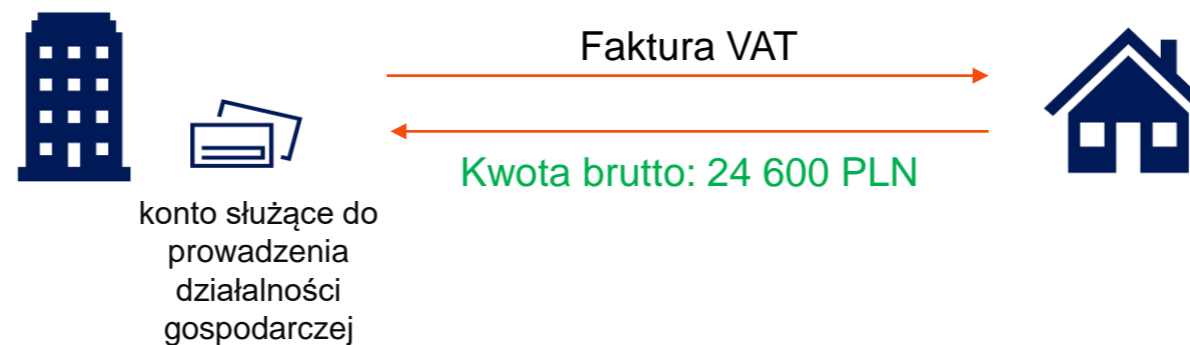 Faktura VAT
Kwota brutto: 24 600 PLN
konto służące do
prowadzenia
działalności
gospodarczej